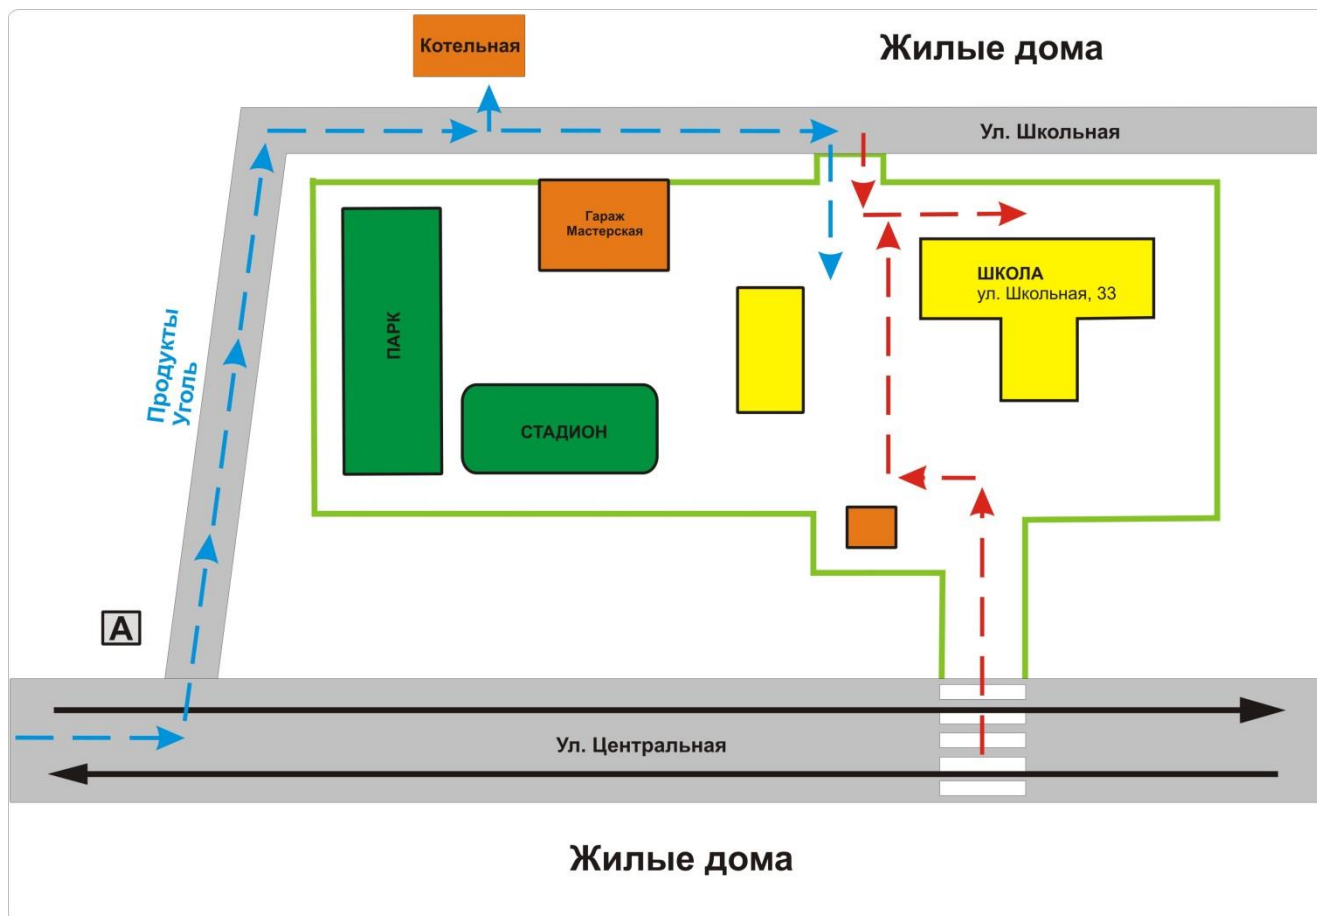 Котельная
Жилые дома
Ул. Школьная
Гараж
Мастерская
ШКОЛА
ул. Школьная, 33
ПАРК
Продукты
Уголь
СТАДИОН
А
Ул. Центральная
Жилые дома